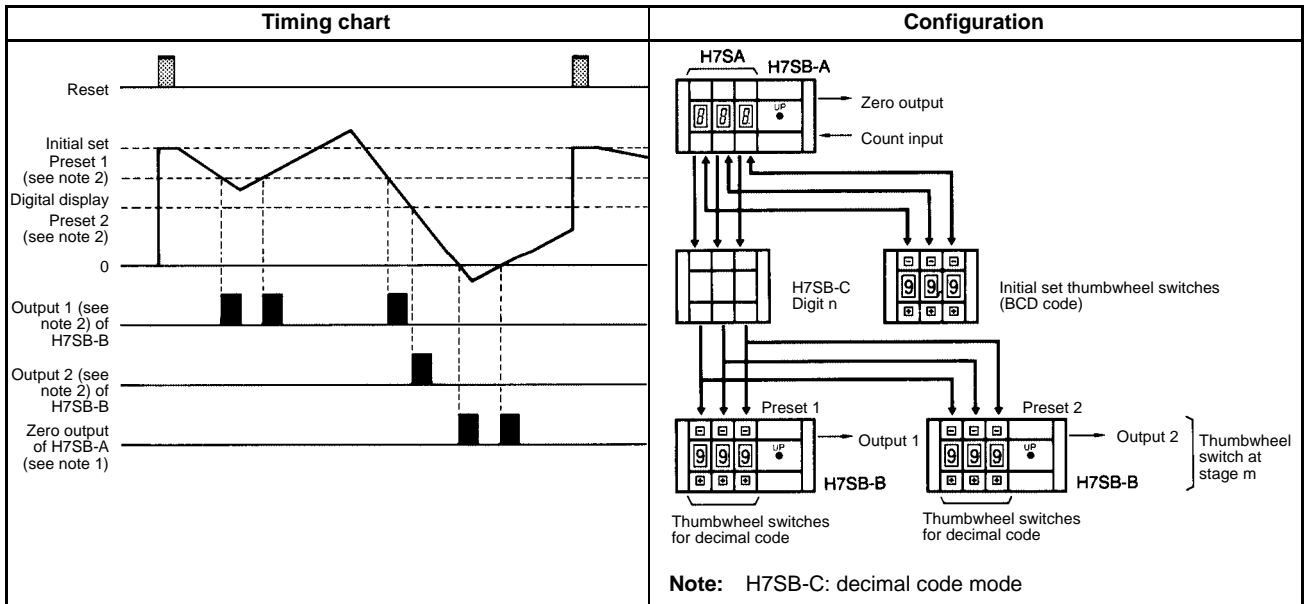 Timing chart
Configuration
Reset
Initial set
Preset 1
(see note 2)
Digital display
Preset 2
(see note 2)
0
Output 1 (see
note 2) of
H7SB-B
Output 2 (see
note 2) of
H7SB-B
Zero output
of H7SB-A
(see note 1)
H7SA
H7SB-A
8 8 8
UP
Zero output
Count input
H7SB-C
Digit n
9 9 9
Initial set thumbwheel switches
(BCD code)
Preset 1
9 9 9
UP
Output 1
H7SB-B
Thumbwheel switches
for decimal code
Preset 2
9 9 9
UP
Output 2
H7SB-B
Thumbwheel
switch at
stage m
Thumbwheel switches
for decimal code
Note: H7SB-C: decimal code mode